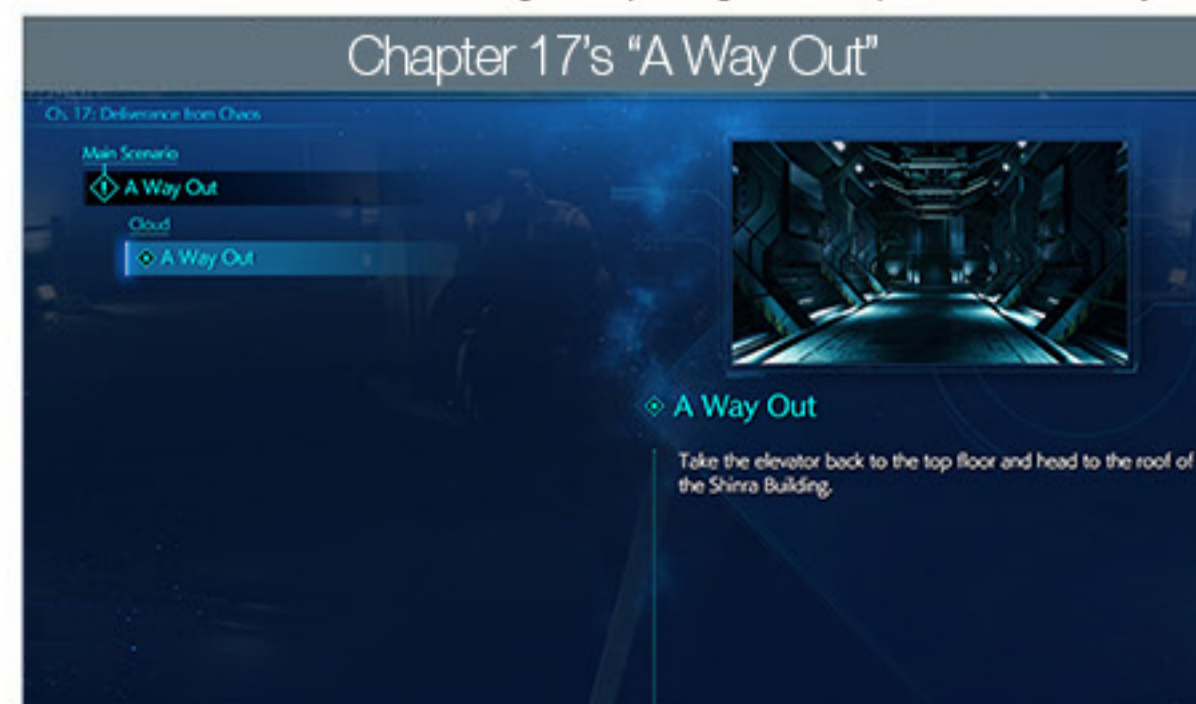 Chapter 17's “A Way Out”
Ch. 17: Deliverance from Chaos
Main Scenario
A Way Out
Cloud
A Way Out
A Way Out
Take the elevator back to the top floor and head to the roof of
the Shinra Building.